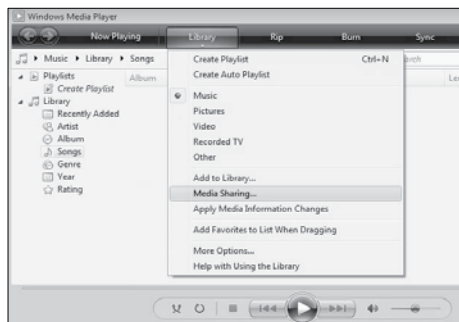 Windows Media Player
Now Playing Library Rip Burn Sync
Music Library Songs
Playlists
Create Playlist
Library
Recently Added
Artist
Album
Songs
Genre
Year
Rating
Album
Create Playlist Ctrl+N
Create Auto Playlist
Music
Pictures
Video
Recorded TV
Other
Add to Library...
Media Sharing...
Apply Media Information Changes
Add Favorites to List When Dragging
More Options...
Help with Using the Library